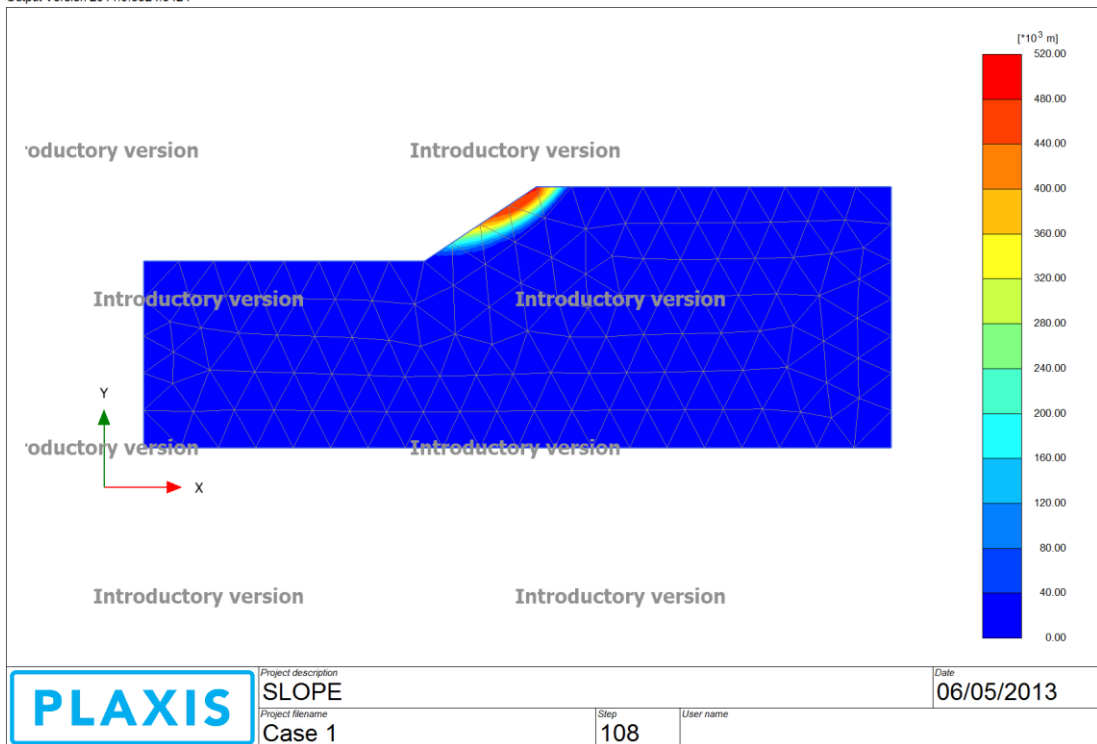 [*10³ m]
520.00
480.00
440.00
400.00
360.00
320.00
280.00
240.00
200.00
160.00
120.00
80.00
40.00
0.00
roductory version
Introductory version
Introductory version
Introductory version
Y
roductory version
Introductory version
X
Introductory version
Introductory version
PLAXIS
Project description
SLOPE
Date
06/05/2013
Project filename
Case 1
Step
108
User name